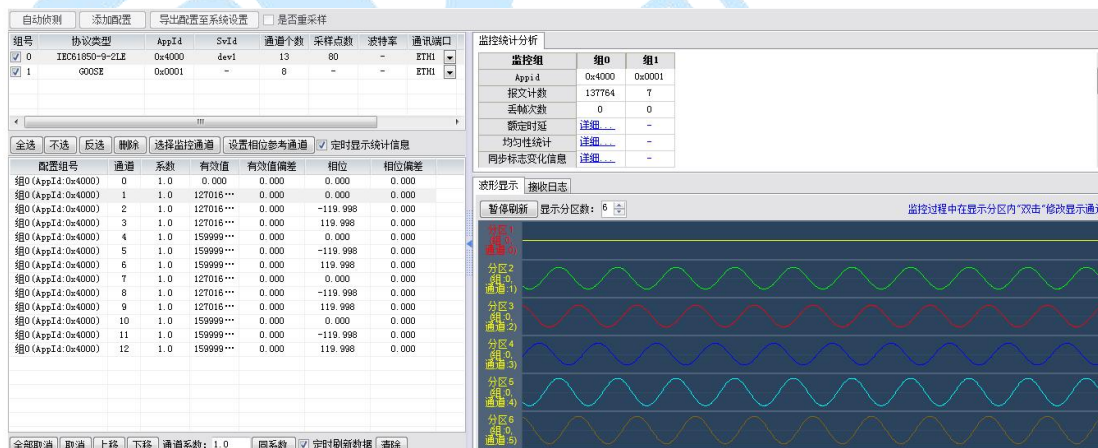 自动侦测 添加配置 导出配置至系统设置 是否重采样
组号 协议类型 AppId SvId 通道个数 采样点数 波特率 通讯端口
0 IEC61850-9-2LE 0x4000 dev1 13 80 - ETH1
1 GOOSE 0x0001 - 8 - - ETH1
全选 不选 反选 删除 选择监控通道 设置相位参考通道 定时显示统计信息
配置组号 通道 系数 有效值 有效值偏差 相位 相位偏差
组0(AppId:0x4000) 0 1.0 0.000 0.000 0.000 0.000
组0(AppId:0x4000) 1 1.0 127016… 0.000 0.000 0.000
组0(AppId:0x4000) 2 1.0 127016… 0.000 -119.998 0.000
组0(AppId:0x4000) 3 1.0 127016… 0.000 119.998 0.000
组0(AppId:0x4000) 4 1.0 159999… 0.000 0.000 0.000
组0(AppId:0x4000) 5 1.0 159999… 0.000 -119.998 0.000
组0(AppId:0x4000) 6 1.0 159999… 0.000 119.998 0.000
组0(AppId:0x4000) 7 1.0 127016… 0.000 0.000 0.000
组0(AppId:0x4000) 8 1.0 127016… 0.000 -119.998 0.000
组0(AppId:0x4000) 9 1.0 127016… 0.000 119.998 0.000
组0(AppId:0x4000) 10 1.0 159999… 0.000 0.000 0.000
组0(AppId:0x4000) 11 1.0 159999… 0.000 -119.998 0.000
组0(AppId:0x4000) 12 1.0 159999… 0.000 119.998 0.000
全部取消 取消 上移 下移 通道系数: 1.0 同系数 定时刷新数据 清除
监控统计分析
监控组 组0 组1
Appid 0x4000 0x0001
报文计数 137764 7
丢帧次数 0 0
额定时延 详细... -
均匀性统计 详细... -
同步标志变化信息 详细... -
波形显示 接收日志
暂停刷新 显示分区数: 6 监控过程中在显示分区内"双击"修改显示通道
分区1
组:0,
通道:0)
分区2
(组:0,
通道:1)
分区3
(组:0,
通道:2)
分区4
(组:0,
通道:3)
分区5
(组:0,
通道:4)
分区6
(组:0,
通道:5)